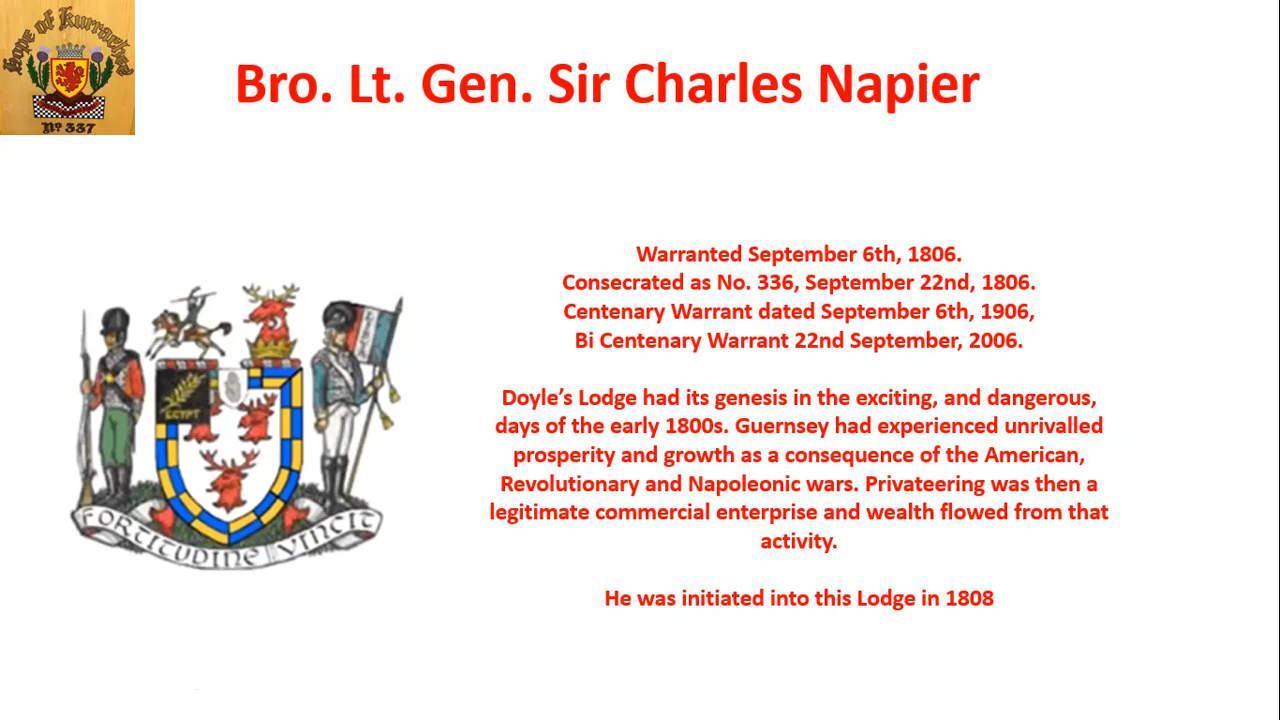 Hope of Kurrachee
No 337
Bro. Lt. Gen. Sir Charles Napier
Warranted September 6th, 1806.
Consecrated as No. 336, September 22nd, 1806.
Centenary Warrant dated September 6th, 1906,
Bi Centenary Warrant 22nd September, 2006.
Doyle’s Lodge had its genesis in the exciting, and dangerous,
days of the early 1800s. Guernsey had experienced unrivalled
prosperity and growth as a consequence of the American,
Revolutionary and Napoleonic wars. Privateering was then a
legitimate commercial enterprise and wealth flowed from that
activity.
He was initiated into this Lodge in 1808
EGYPT
FORTITUDINE VINCIT